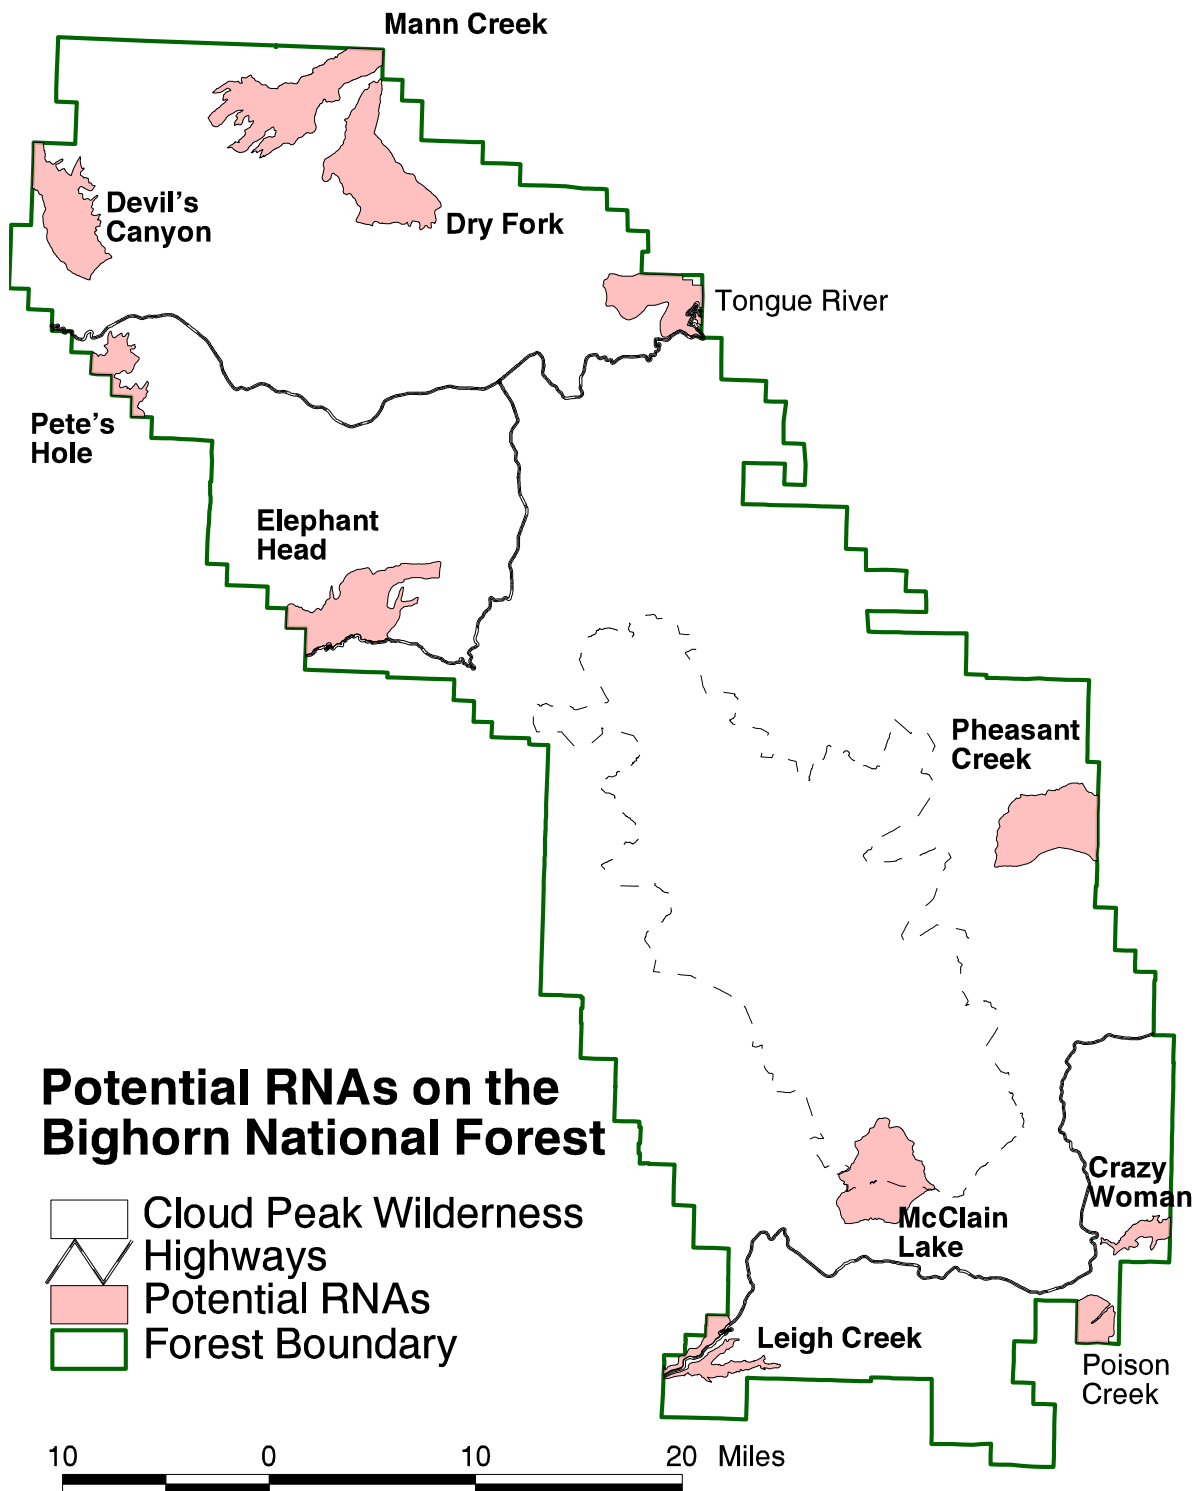 Mann Creek
Devil's
Canyon
Dry Fork
Tongue River
Pete's
Hole
Elephant
Head
Pheasant
Creek
Potential RNAs on the
Bighorn National Forest
Cloud Peak Wilderness
Highways
Potential RNAs
Forest Boundary
Crazy
Woman
McClain
Lake
Leigh Creek
Poison
Creek
10 0 10 20 Miles